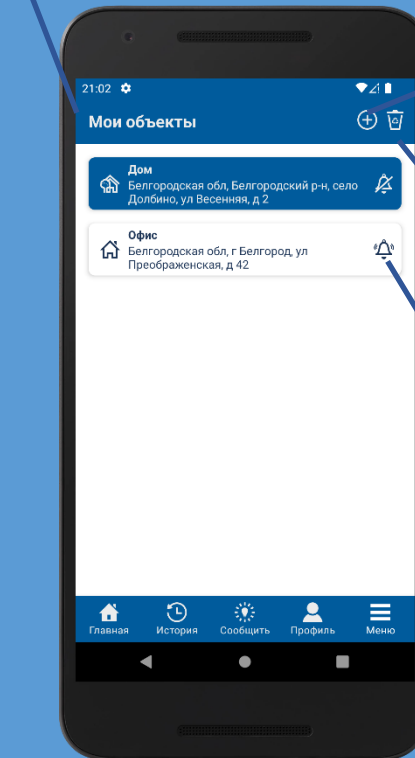 21:02
Мои объекты
Дом
Белгородская обл, Белгородский р-н, село
Долбино, ул Весенняя, д 2
Офис
Белгородская обл, г Белгород, ул
Преображенская, д 42
Главная
История
Сообщить
Профиль
Меню